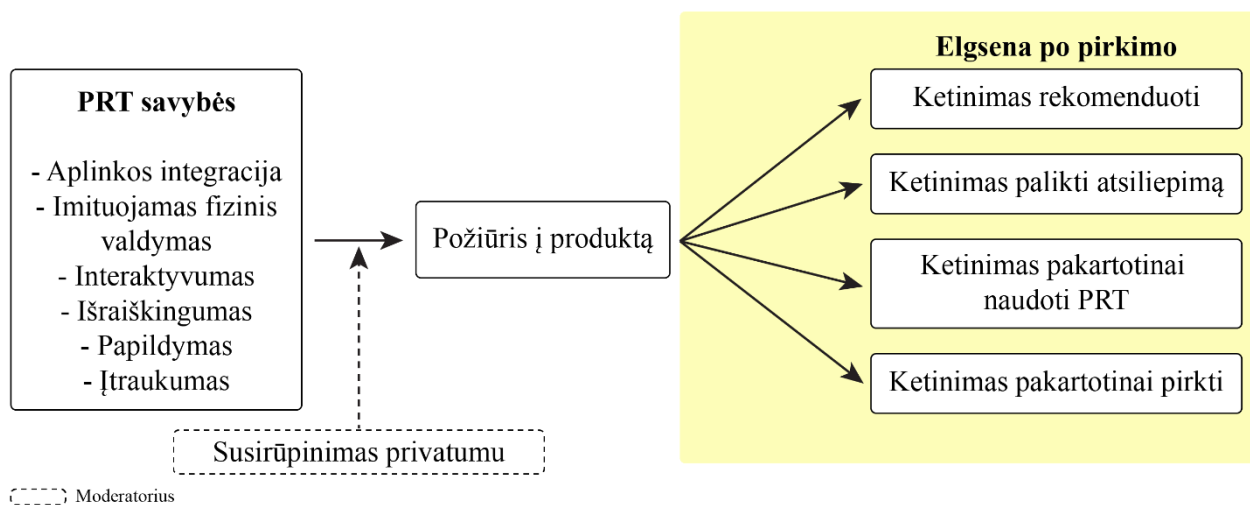 PRT savybės
- Aplinkos integracija
- Imituojamas fizinis
valdymas
- Interaktyvumas
- Išraiškingumas
- Papildymas
- Įtraukumas
Susirūpinimas privatumu
Moderatorius
Požiūris į produktą
Elgsena po pirkimo
Ketinimas rekomenduoti
Ketinimas palikti atsiliepimą
Ketinimas pakartotinai
naudoti PRT
Ketinimas pakartotinai pirkti